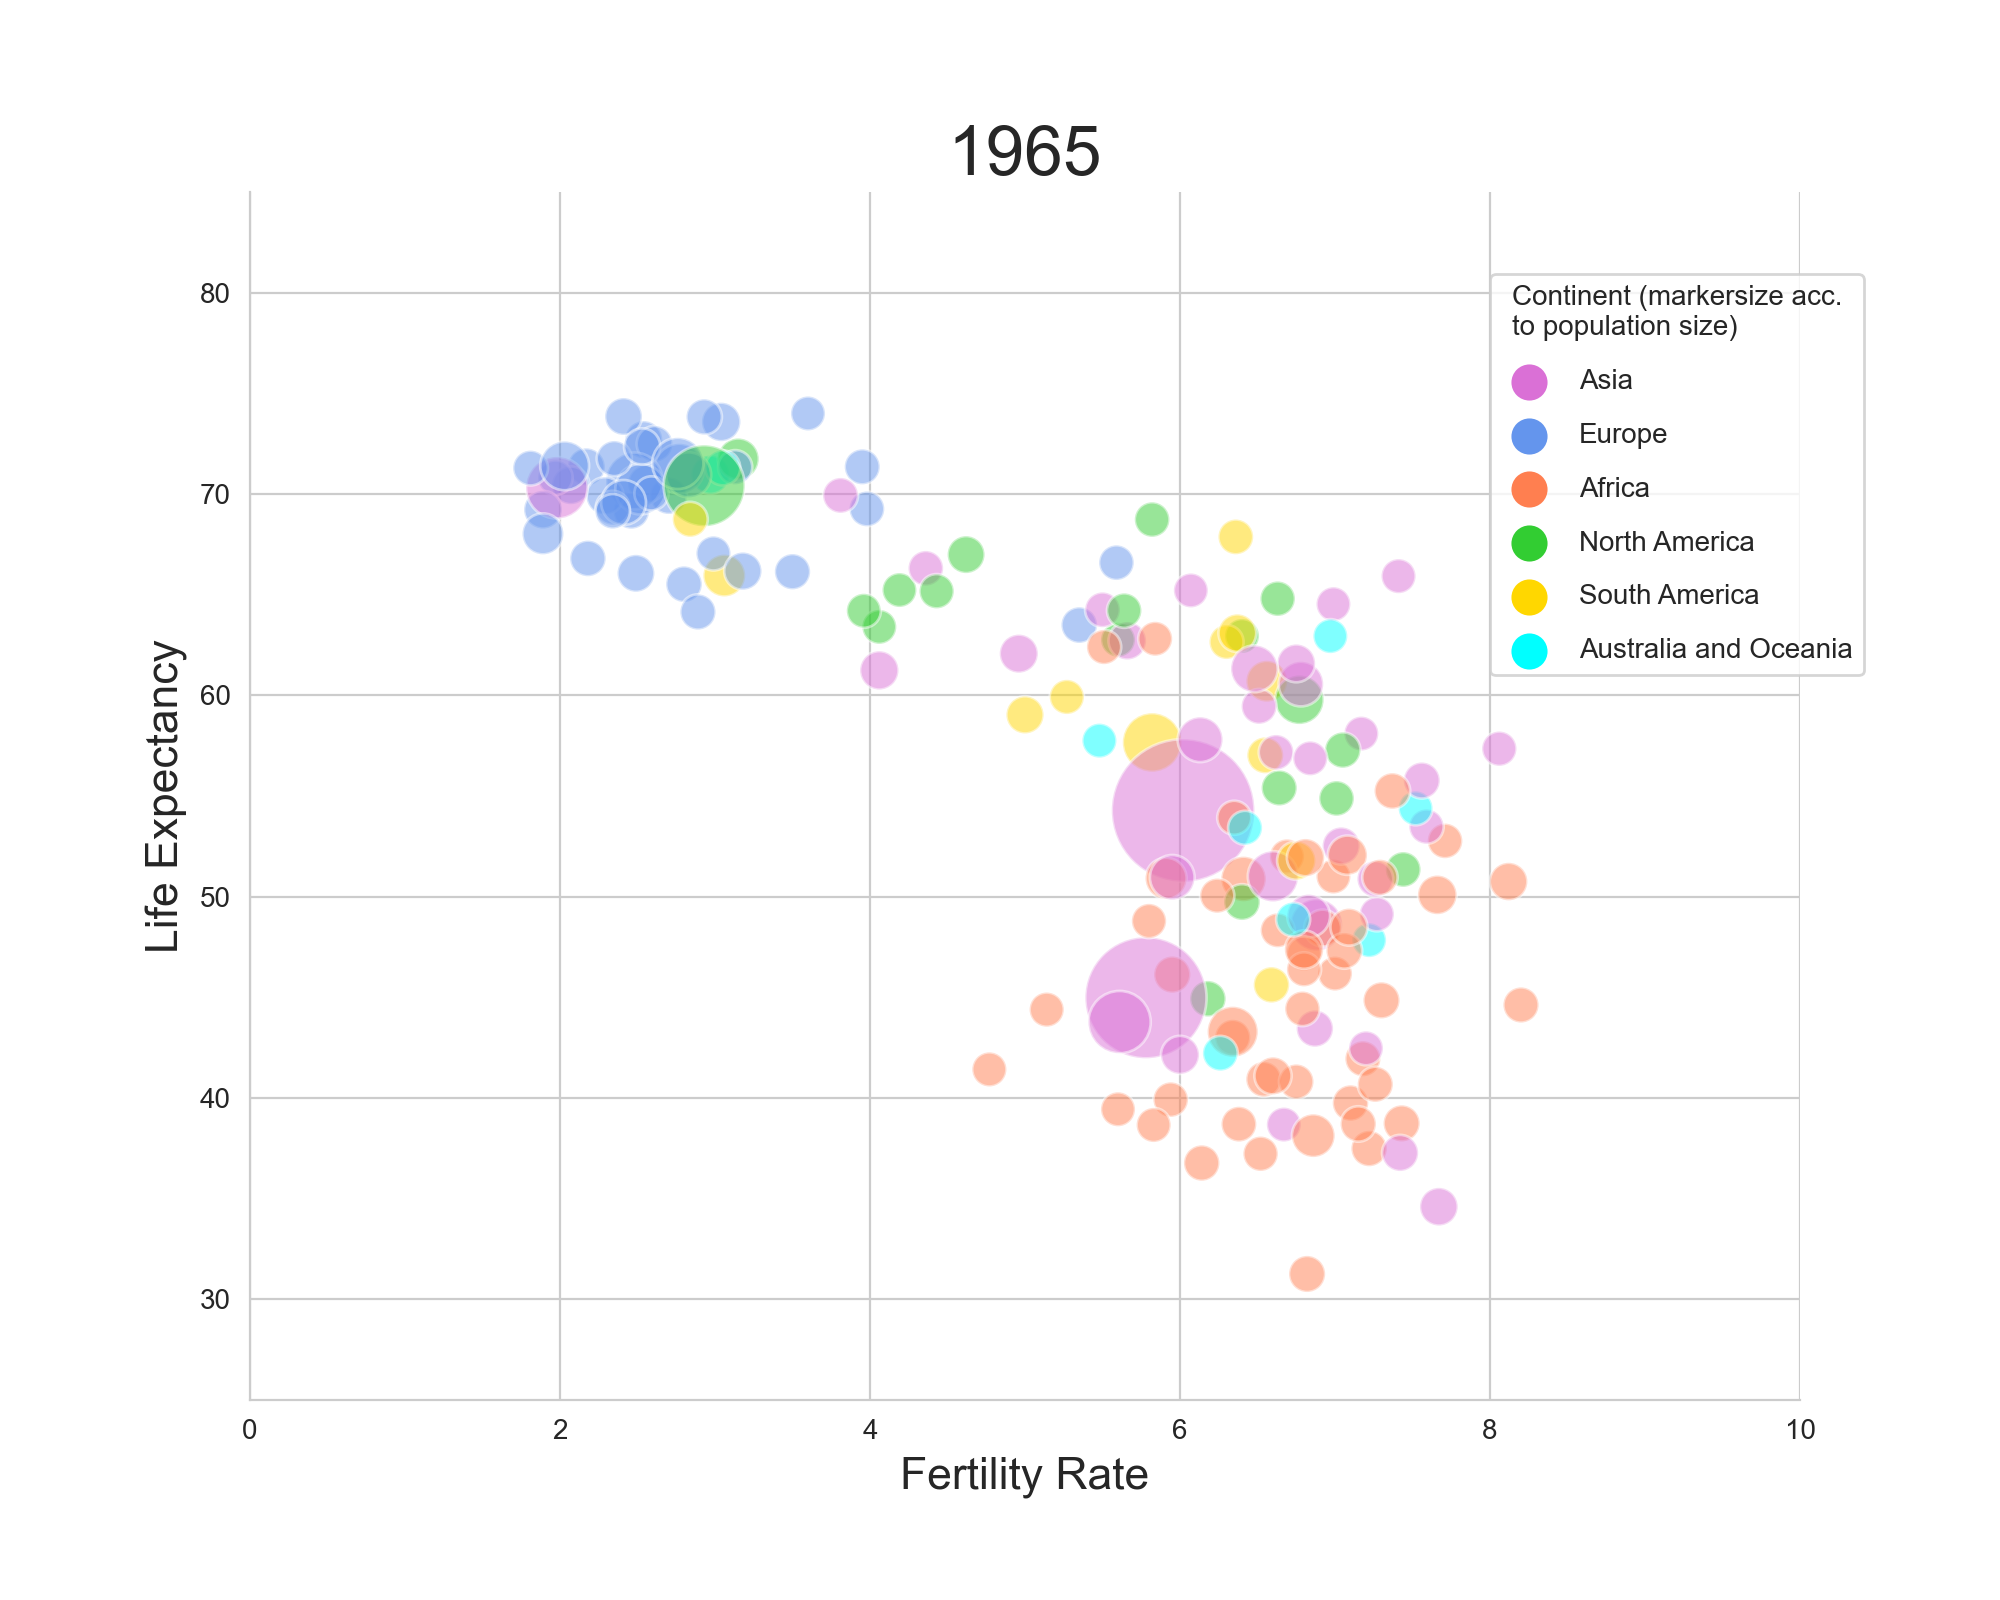 1965
80
70
60
50
40
30
Life Expectancy
0 2 4 6 8 10
Fertility Rate
Continent (markersize acc.
to population size)
Asia
Europe
Africa
North America
South America
Australia and Oceania